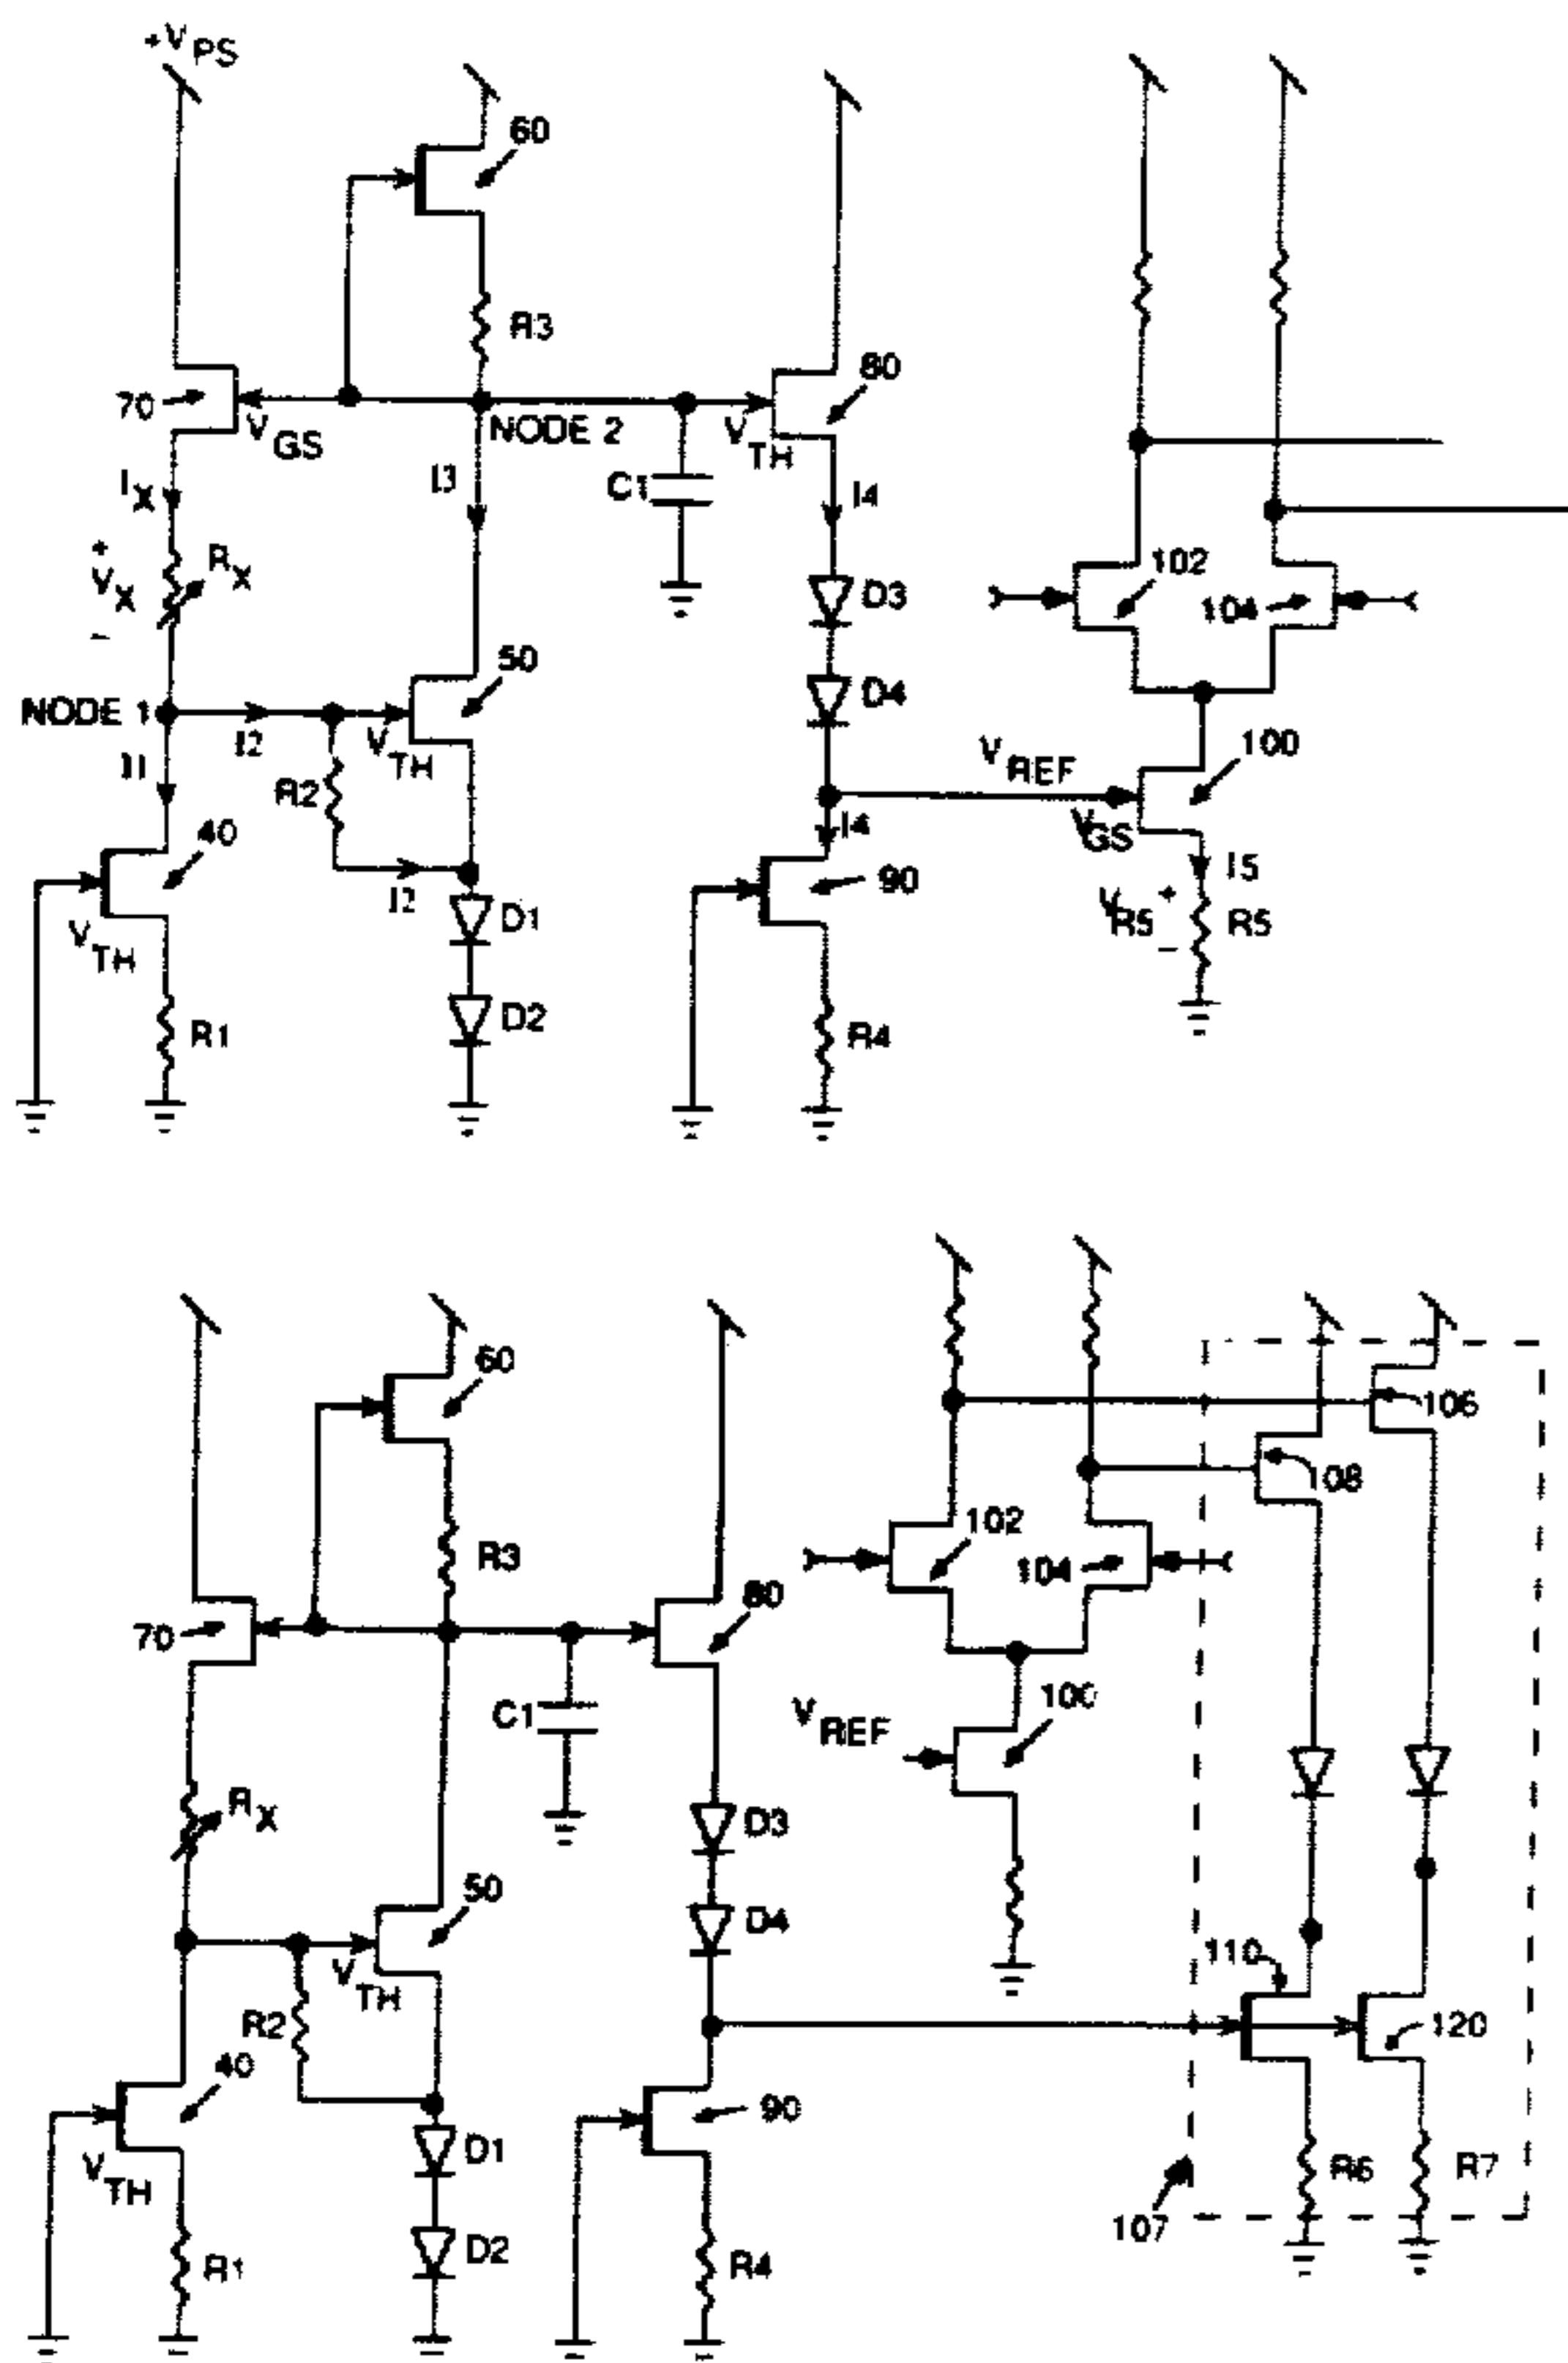 +VPS
60
R3
80
70
VGS
NODE 2
VTH
IX
I3
C1
I4
+
VX
-
RX
102
D3
104
50
D4
NODE 1
I2
VTH
VREF
100
I1
R2
I4
VGS
40
I5
I2
90
VR5
+
-
R5
D1
VTH
D2
R1
R4
60
106
108
102
R3
104
80
70
100
C1
VREF
RX
D3
50
D4
110
VTH
R2
120
40
90
D1
R6
R7
VTH
107
D2
R1
R4